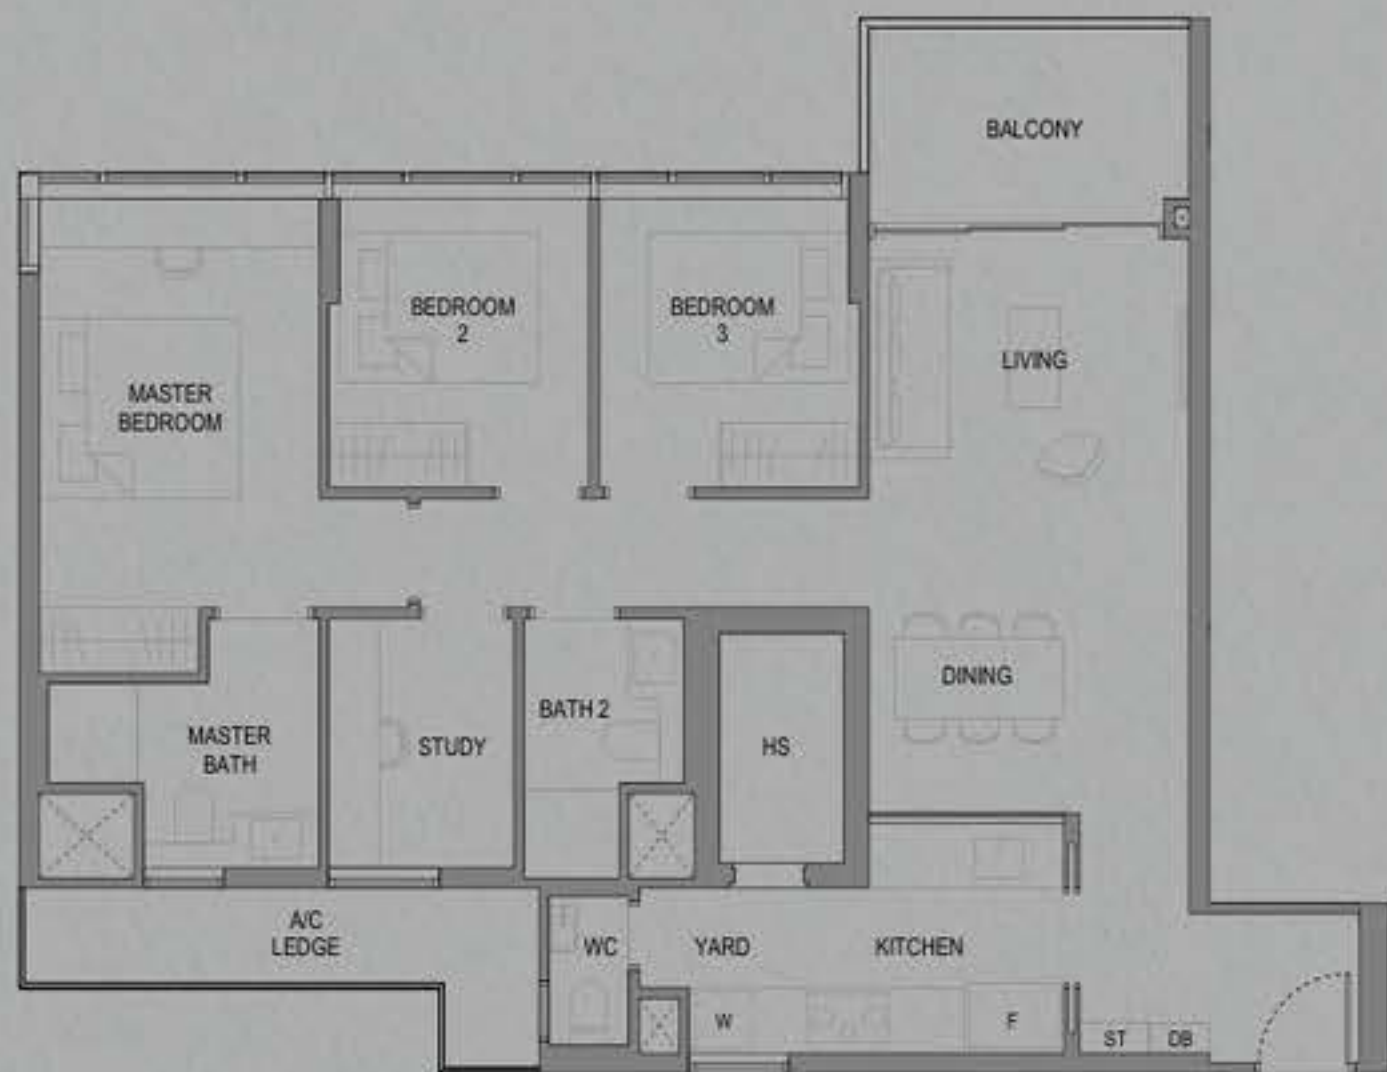 BALCONY
BEDROOM
2
BEDROOM
3
LIVING
MASTER
BEDROOM
DINING
BATH 2
MASTER
BATH
STUDY
HS
A/C
LEDGE
WC
YARD
KITCHEN
W
F
ST
DB